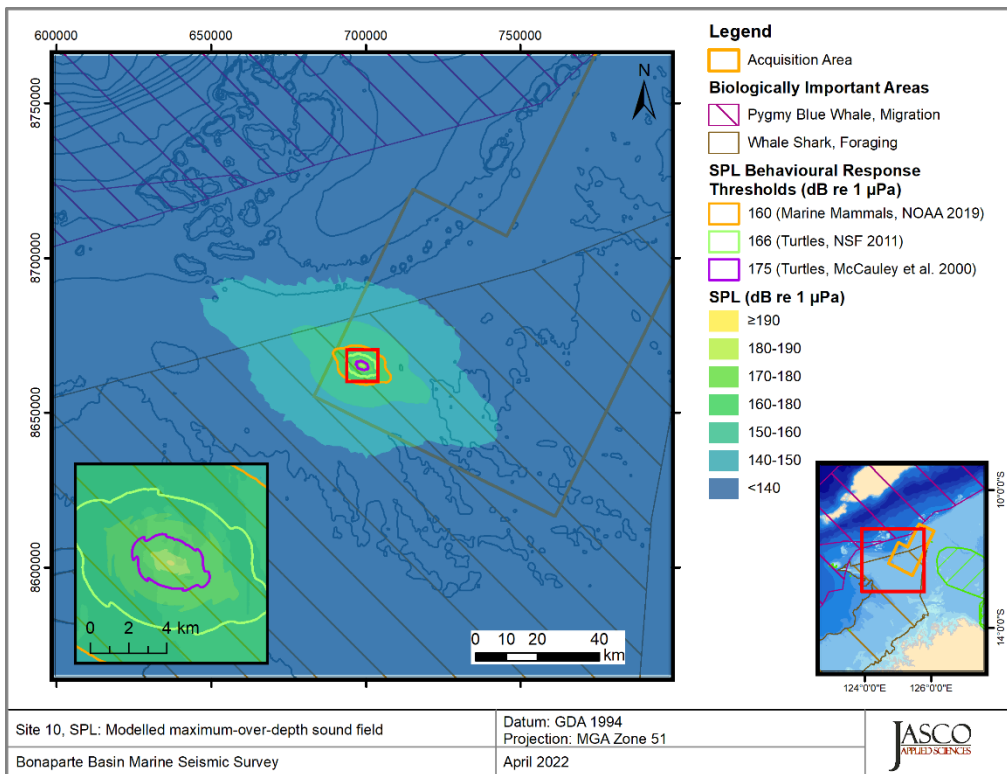 600000
650000
700000
750000
8750000
8700000
8650000
8600000
N
0 2 4 km
0 10 20 40
km
Legend
Acquisition Area
Biologically Important Areas
Pygmy Blue Whale, Migration
Whale Shark, Foraging
SPL Behavioural Response
Thresholds (dB re 1 µPa)
160 (Marine Mammals, NOAA 2019)
166 (Turtles, NSF 2011)
175 (Turtles, McCauley et al. 2000)
SPL (dB re 1 µPa)
≥190
180-190
170-180
160-180
150-160
140-150
<140
10°0'0"S
14°0'0"S
124°0'0"E 126°0'0"E
Site 10, SPL: Modelled maximum-over-depth sound field
Datum: GDA 1994
Projection: MGA Zone 51
Bonaparte Basin Marine Seismic Survey
April 2022
JASCO
APPLIED SCIENCES